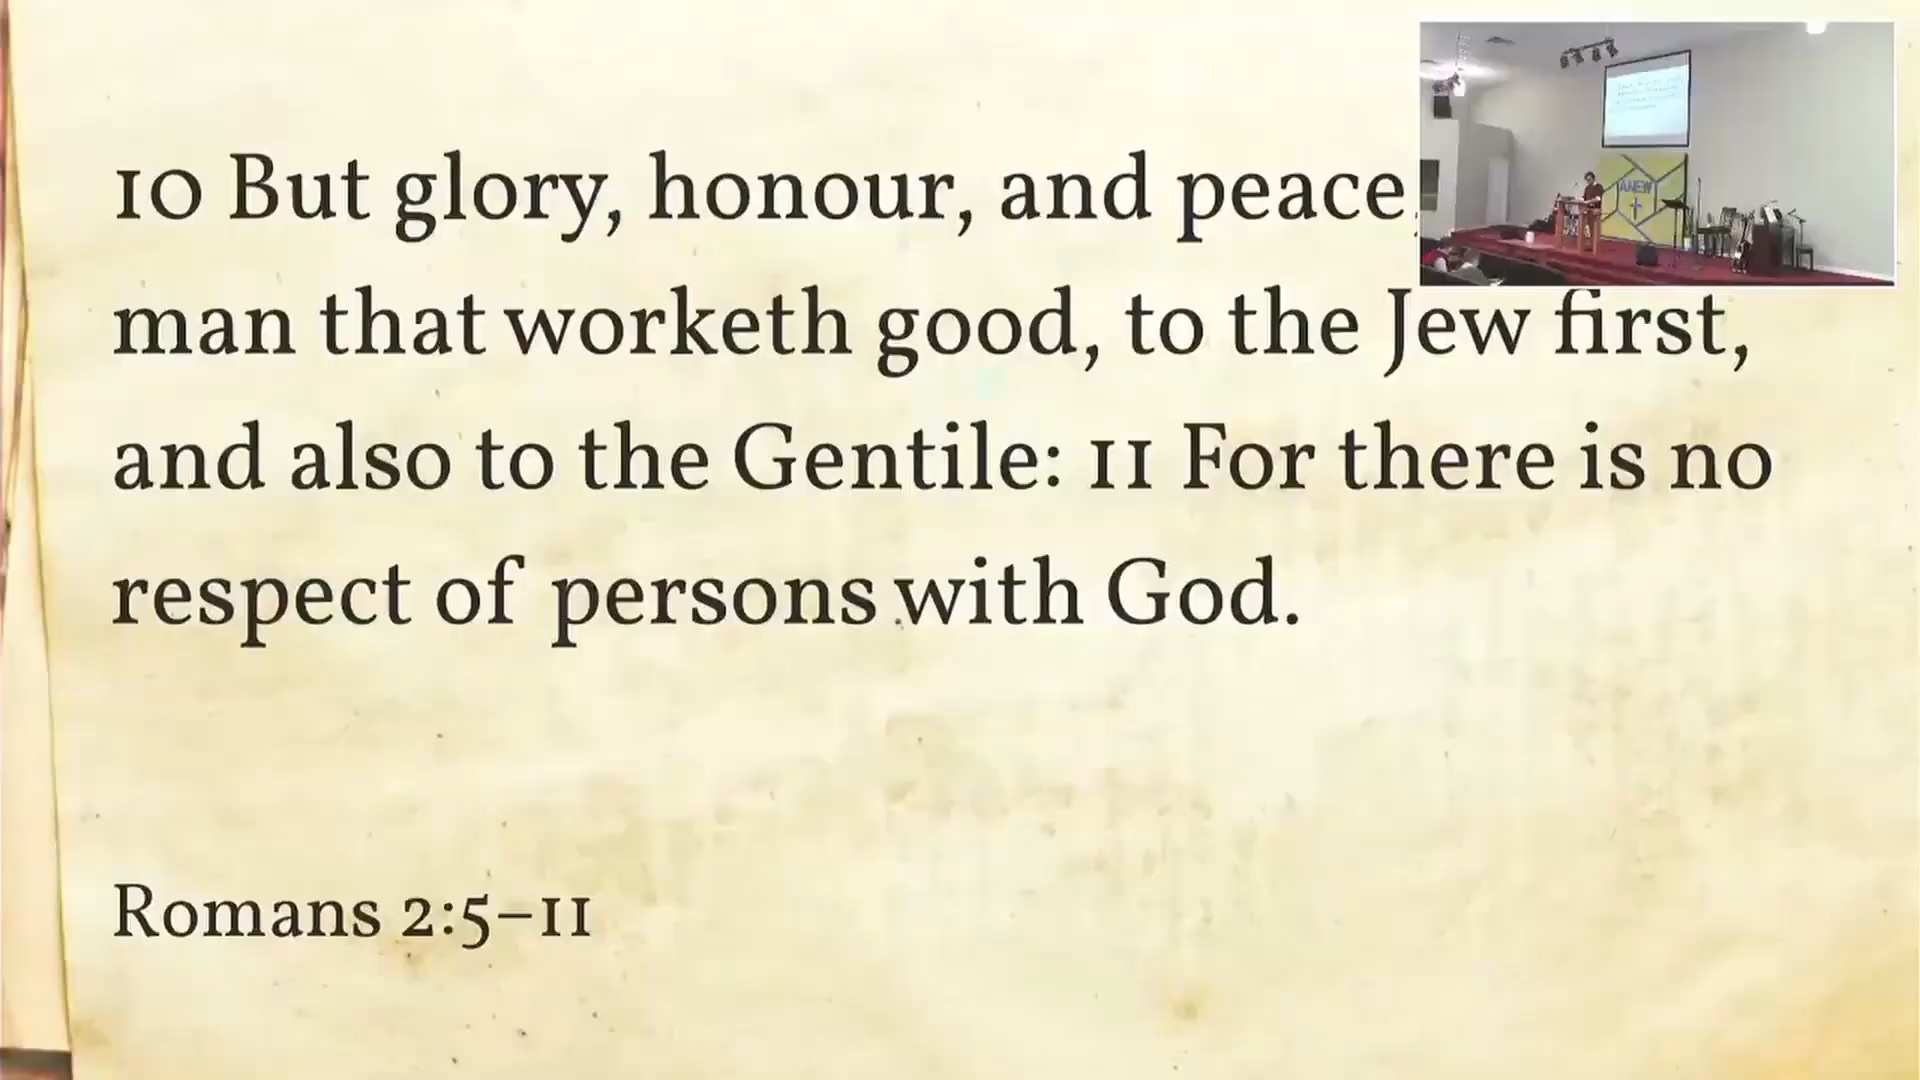 10 But glory, honour, and peace,
man that worketh good, to the Jew first,
and also to the Gentile: 11 For there is no
respect of persons with God.
Romans 2:5–11
ANEW